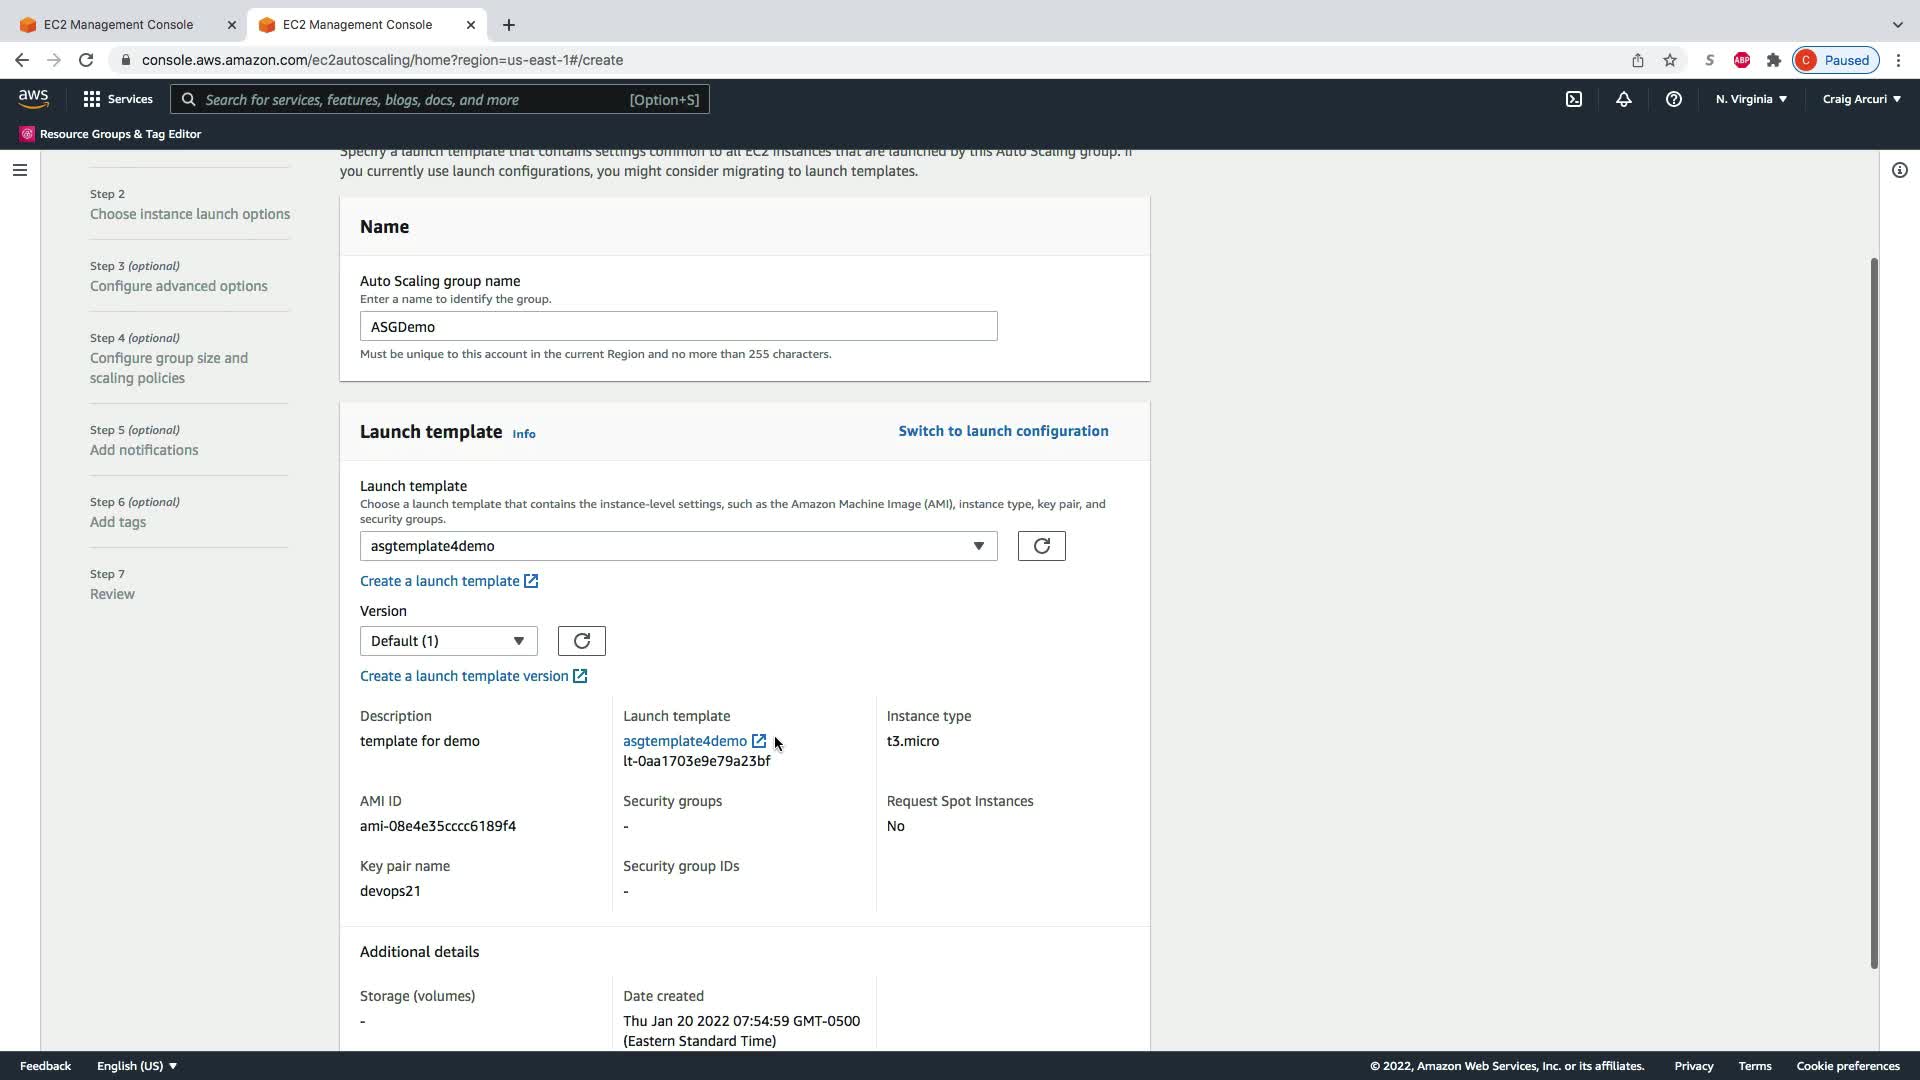 EC2 Management Console
EC2 Management Console
console.aws.amazon.com/ec2autoscaling/home?region=us-east-1#/create
S
ABP
C
Paused
aws
Services
Search for services, features, blogs, docs, and more
[Option+S]
N. Virginia
Craig Arcuri
Resource Groups & Tag Editor
Step 2
Choose instance launch options
Step 3 (optional)
Configure advanced options
Step 4 (optional)
Configure group size and
scaling policies
Step 5 (optional)
Add notifications
Step 6 (optional)
Add tags
Step 7
Review
Specify a launch template that contains settings common to all EC2 instances that are launched by this Auto Scaling group. If
you currently use launch configurations, you might consider migrating to launch templates.
Name
Auto Scaling group name
Enter a name to identify the group.
ASGDemo
Must be unique to this account in the current Region and no more than 255 characters.
Launch template Info
Switch to launch configuration
Launch template
Choose a launch template that contains the instance-level settings, such as the Amazon Machine Image (AMI), instance type, key pair, and
security groups.
asgtemplate4demo
Create a launch template
Version
Default (1)
Create a launch template version
Description
template for demo
Launch template
asgtemplate4demo
lt-0aa1703e9e79a23bf
Instance type
t3.micro
AMI ID
ami-08e4e35cccc6189f4
Security groups
-
Request Spot Instances
No
Key pair name
devops21
Security group IDs
-
Additional details
Storage (volumes)
-
Date created
Thu Jan 20 2022 07:54:59 GMT-0500
(Eastern Standard Time)
Feedback
English (US)
© 2022, Amazon Web Services, Inc. or its affiliates.
Privacy
Terms
Cookie preferences